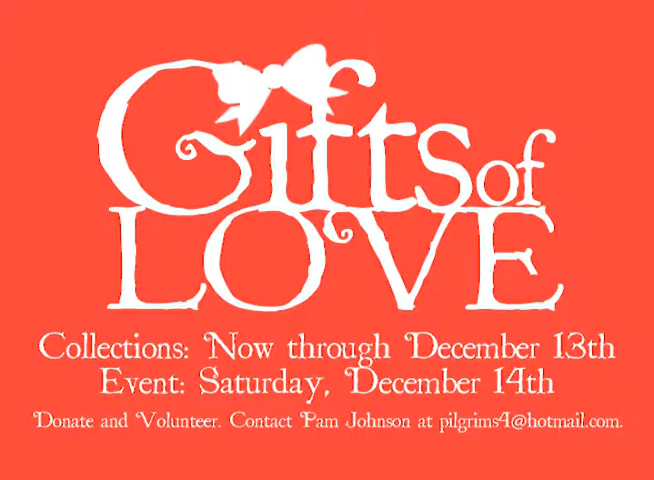 Gifts of
LOVE
Collections: Now through December 13th
Event: Saturday, December 14th
Donate and Volunteer. Contact Pam Johnson at pilgrims4@hotmail.com.